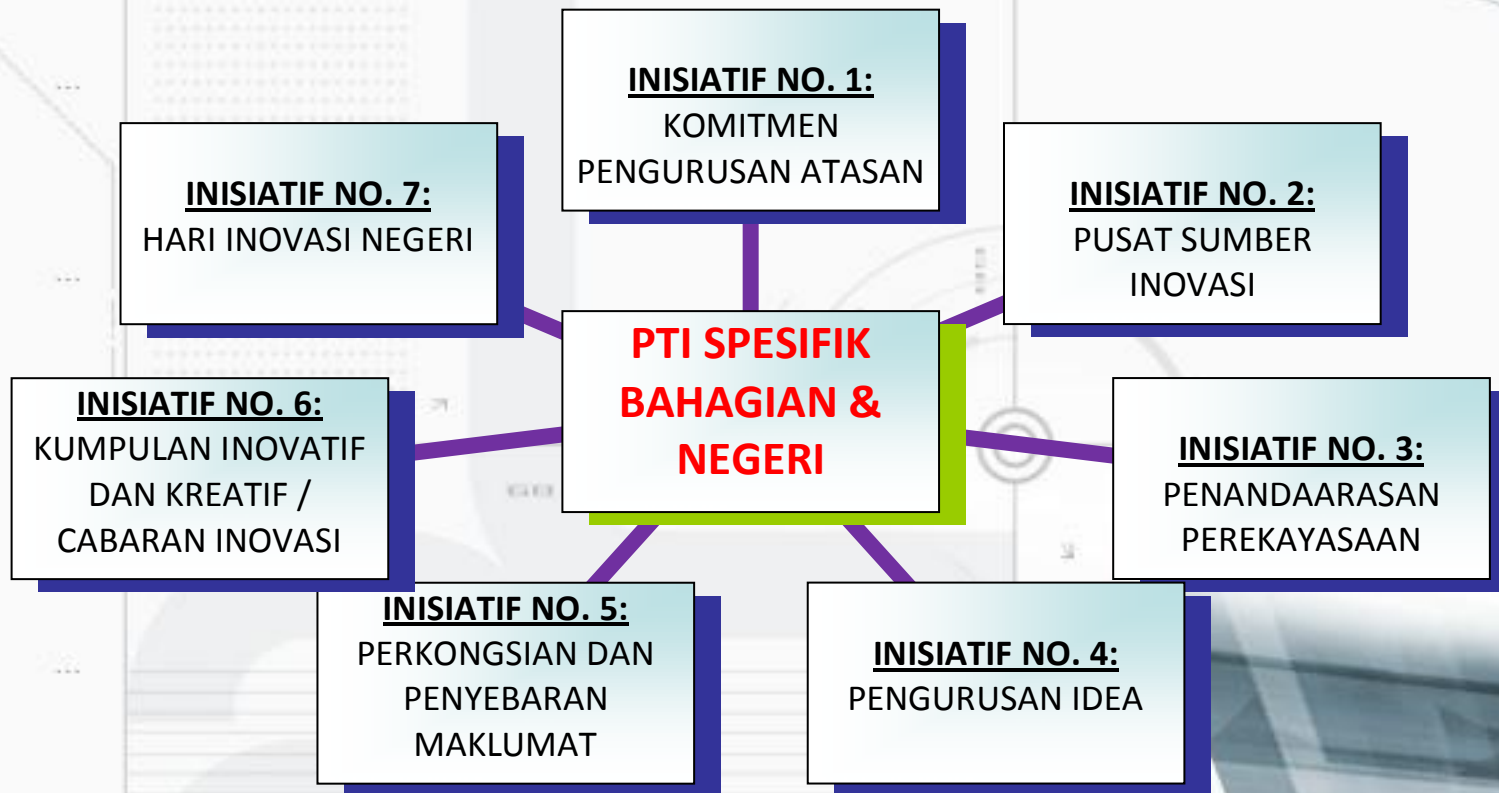 INISIATIF NO. 1:
KOMITMEN
PENGURUSAN ATASAN
INISIATIF NO. 7:
HARI INOVASI NEGERI
INISIATIF NO. 2:
PUSAT SUMBER
INOVASI
PTI SPESIFIK
BAHAGIAN &
NEGERI
INISIATIF NO. 6:
KUMPULAN INOVATIF
DAN KREATIF /
CABARAN INOVASI
INISIATIF NO. 3:
PENANDAARASAN
PEREKAYASAAN
INISIATIF NO. 5:
PERKONGSIAN DAN
PENYEBARAN
MAKLUMAT
INISIATIF NO. 4:
PENGURUSAN IDEA